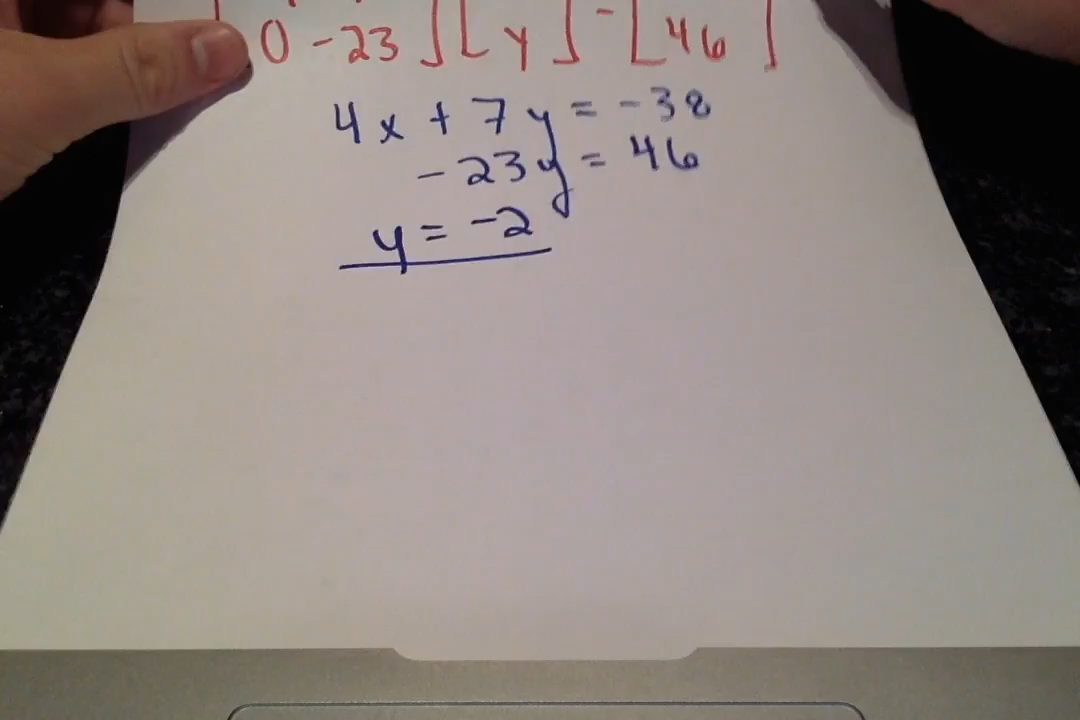 0 -23] [y] = [46]
4x + 7y = -38
-23y = 46
y = -2